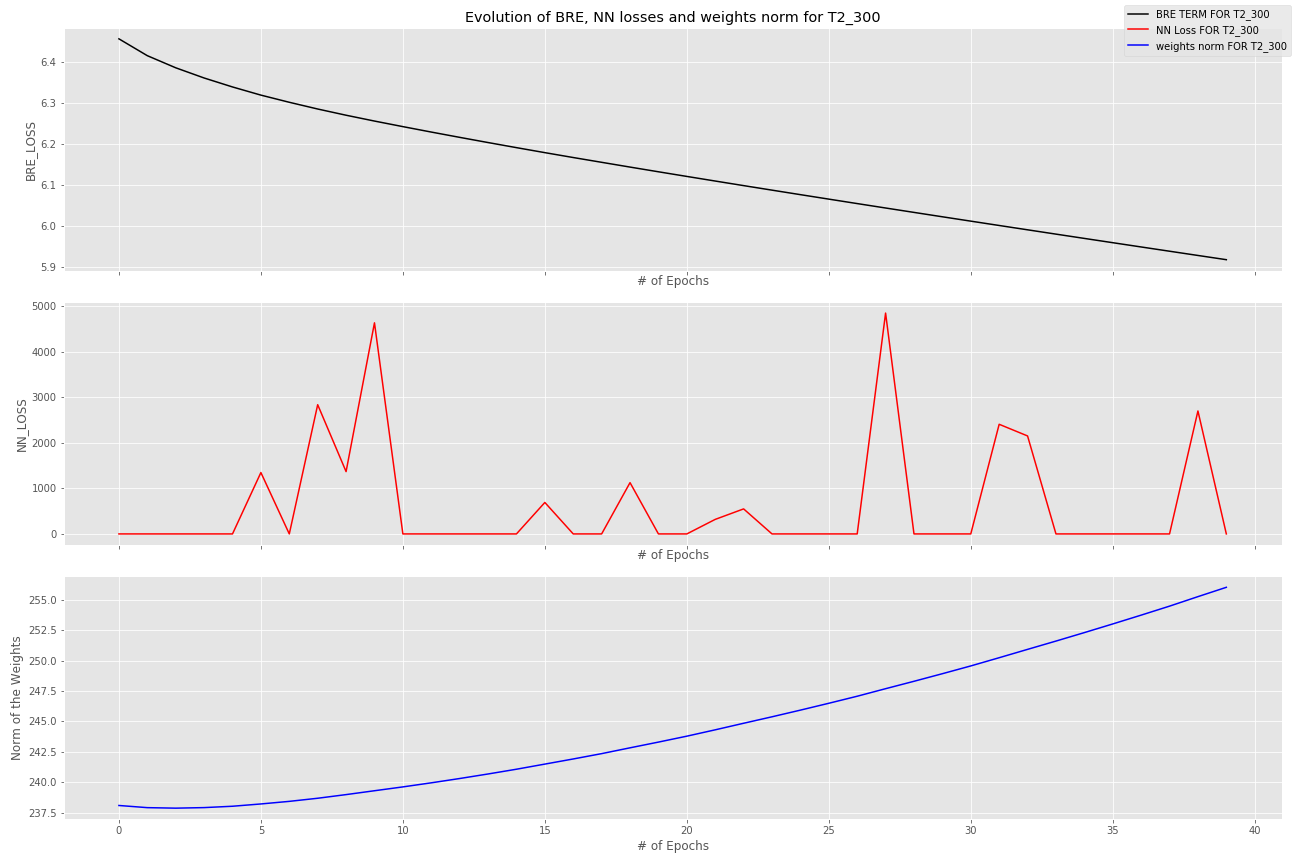 Evolution of BRE, NN losses and weights norm for T2_300
BRE TERM FOR T2_300
NN Loss FOR T2_300
weights norm FOR T2_300
BRE_LOSS
6.4
6.3
6.2
6.1
6.0
5.9
# of Epochs
NN_LOSS
5000
4000
3000
2000
1000
0
# of Epochs
Norm of the Weights
255.0
252.5
250.0
247.5
245.0
242.5
240.0
237.5
0 5 10 15 20 25 30 35 40
# of Epochs